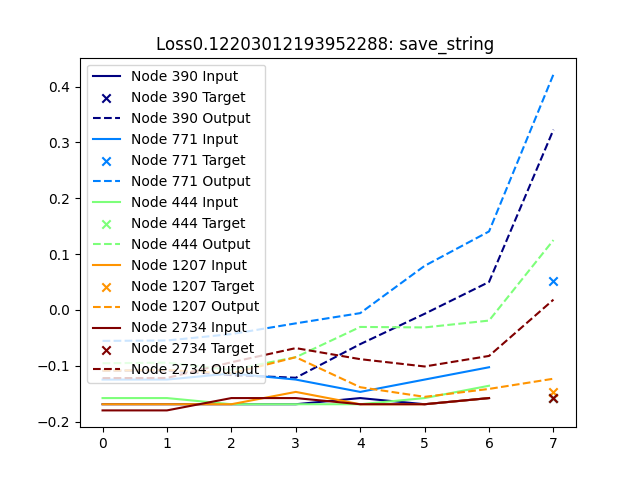 Loss0.12203012193952288: save_string
0.4
0.3
0.2
0.1
0.0
−0.1
−0.2
Node 390 Input
Node 390 Target
Node 390 Output
Node 771 Input
Node 771 Target
Node 771 Output
Node 444 Input
Node 444 Target
Node 444 Output
Node 1207 Input
Node 1207 Target
Node 1207 Output
Node 2734 Input
Node 2734 Target
Node 2734 Output
0 1 2 3 4 5 6 7